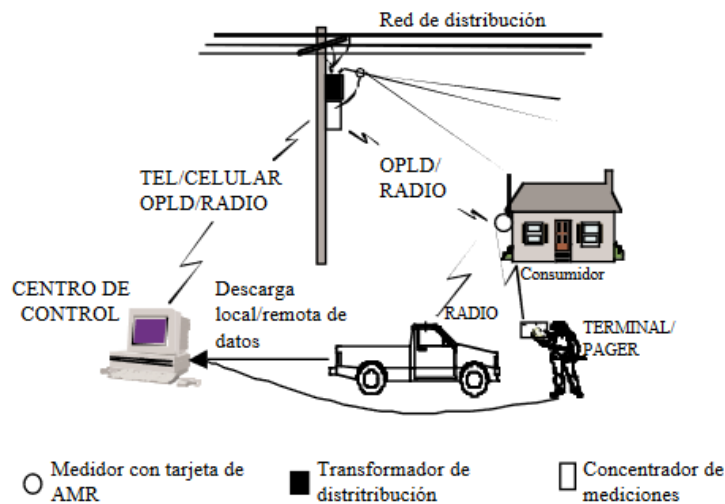 Red de distribución
TEL/CELULAR
OPLD/RADIO
OPLD/
RADIO
Consumidor
CENTRO DE
CONTROL
Descarga
local/remota de
datos
RADIO
TERMINAL/
PAGER
Medidor con tarjeta de
AMR
Transformador de
distritribución
Concentrador de
mediciones